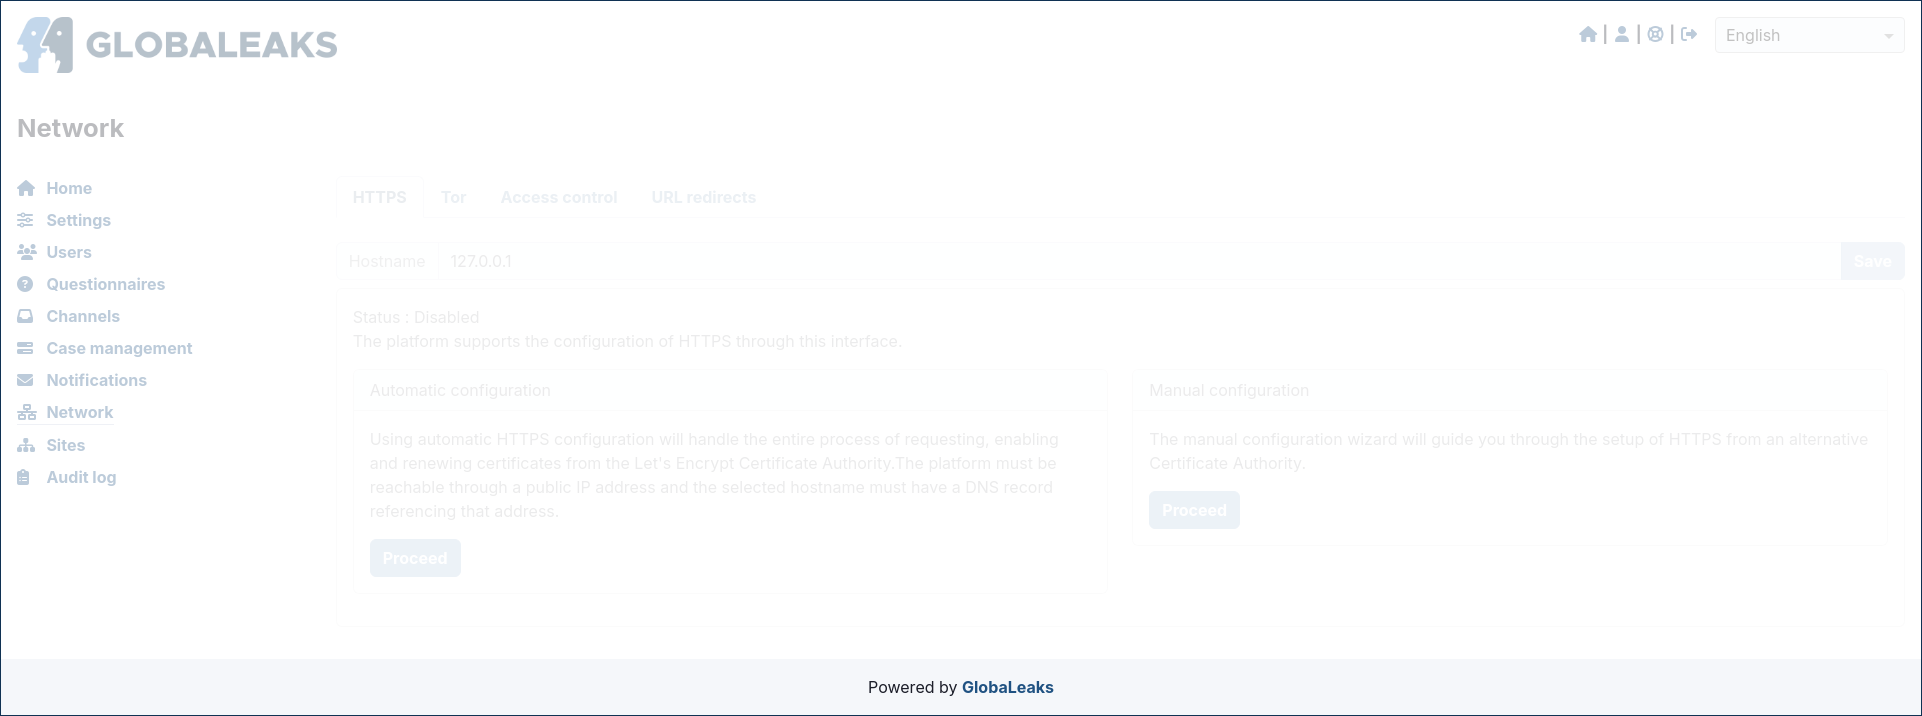 GLOBALEAKS
English
Network
Home
Settings
Users
Questionnaires
Channels
Case management
Notifications
Network
Sites
Audit log
HTTPS Tor Access control URL redirects
Hostname 127.0.0.1 Save
Status : Disabled
The platform supports the configuration of HTTPS through this interface.
Automatic configuration
Using automatic HTTPS configuration will handle the entire process of requesting, enabling
and renewing certificates from the Let's Encrypt Certificate Authority.The platform must be
reachable through a public IP address and the selected hostname must have a DNS record
referencing that address.
Proceed
Manual configuration
The manual configuration wizard will guide you through the setup of HTTPS from an alternative
Certificate Authority.
Proceed
Powered by GlobaLeaks